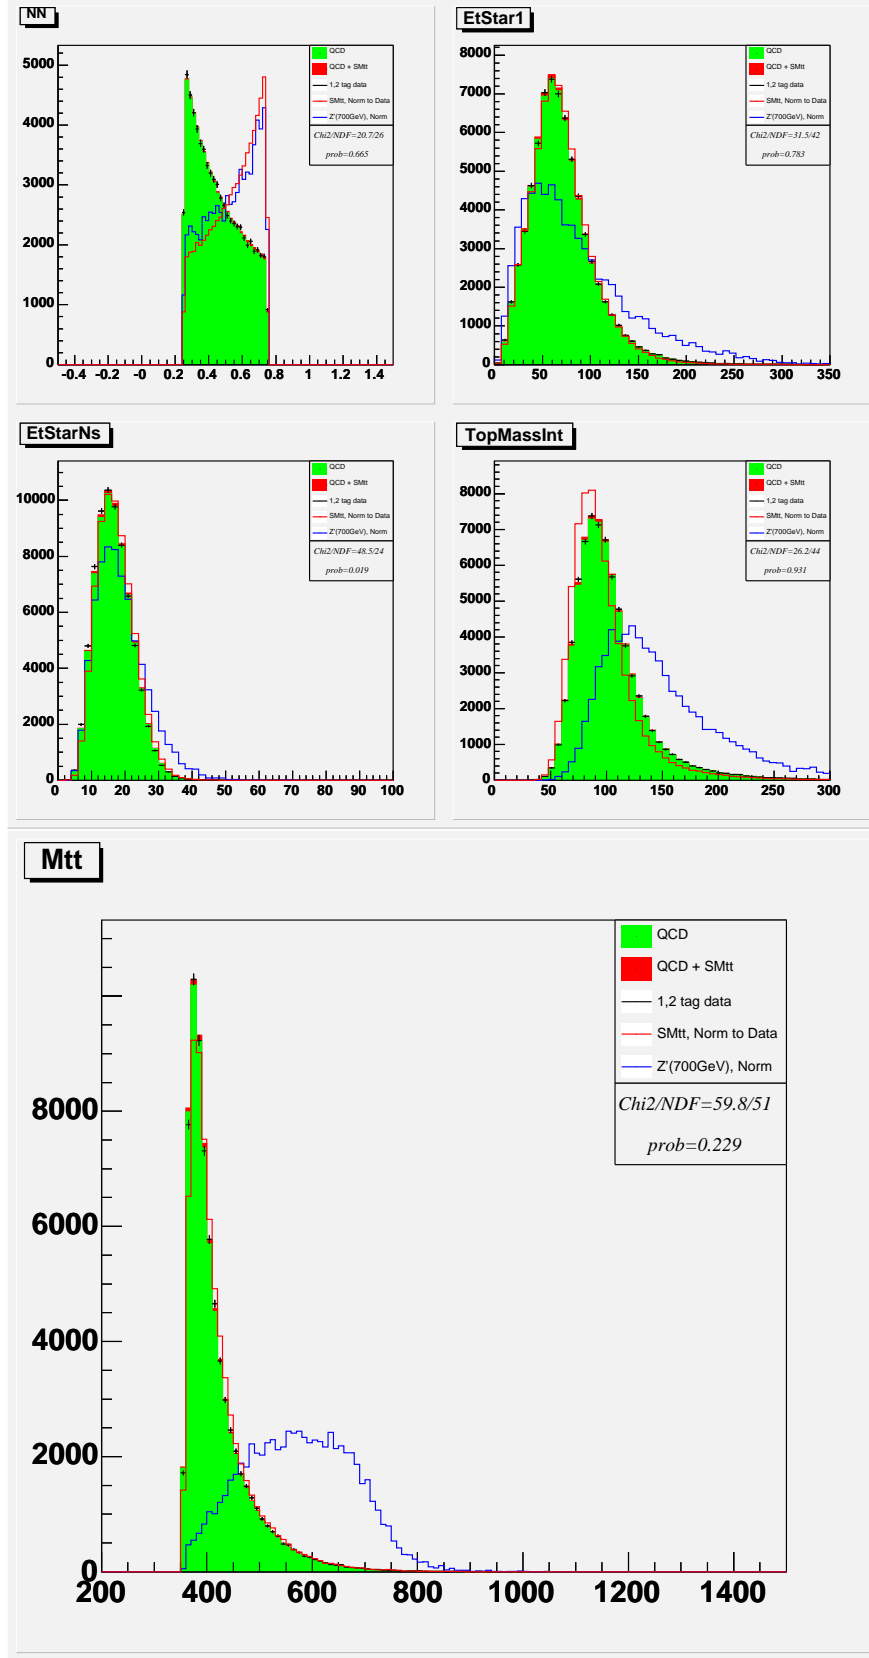 NN
5000
4000
3000
2000
1000
0
-0.4 -0.2 -0 0.2 0.4 0.6 0.8 1 1.2 1.4
QCD
QCD + SMtt
1,2 tag data
SMtt, Norm to Data
Z'(700GeV), Norm
Chi2/NDF=20.7/26
prob=0.665
EtStar1
8000
7000
6000
5000
4000
3000
2000
1000
0
0 50 100 150 200 250 300 350
QCD
QCD + SMtt
1,2 tag data
SMtt, Norm to Data
Z'(700GeV), Norm
Chi2/NDF=31.5/42
prob=0.783
EtStarNs
10000
8000
6000
4000
2000
0
0 10 20 30 40 50 60 70 80 90 100
QCD
QCD + SMtt
1,2 tag data
SMtt, Norm to Data
Z'(700GeV), Norm
Chi2/NDF=48.5/24
prob=0.019
TopMassInt
8000
7000
6000
5000
4000
3000
2000
1000
0
0 50 100 150 200 250 300
QCD
QCD + SMtt
1,2 tag data
SMtt, Norm to Data
Z'(700GeV), Norm
Chi2/NDF=26.2/44
prob=0.931
Mtt
8000
6000
4000
2000
0
200 400 600 800 1000 1200 1400
QCD
QCD + SMtt
1,2 tag data
SMtt, Norm to Data
Z'(700GeV), Norm
Chi2/NDF=59.8/51
prob=0.229